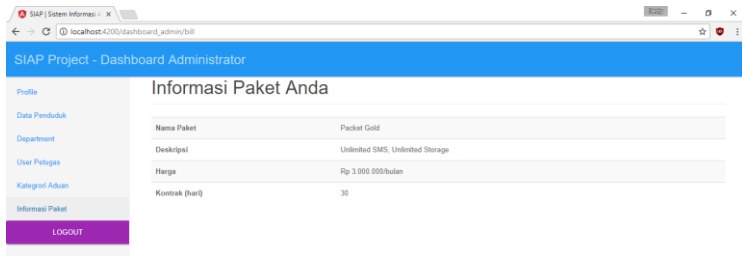 SIAP | Sistem Informasi
localhost:4200/dashboard_admin/bill
SIAP Project - Dashboard Administrator
Profile
Data Penduduk
Department
User Petugas
Kategrori Aduan
Informasi Paket
LOGOUT
Informasi Paket Anda
Nama Paket Packet Gold
Deskripsi Unlimited SMS, Unlimited Storage
Harga Rp 3.000.000/bulan
Kontrak (hari) 30